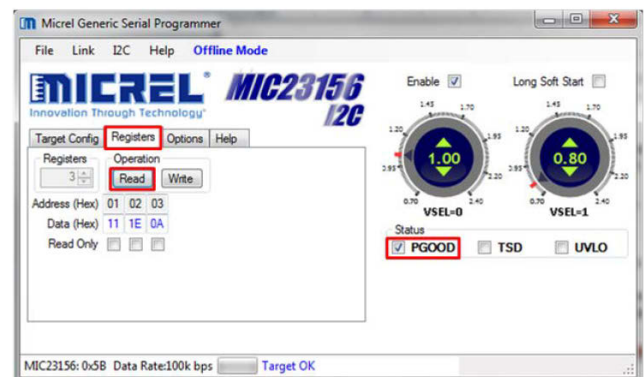 Micrel Generic Serial Programmer
File Link I2C Help Offline Mode
MICREL®
Innovation Through Technology®
MIC23156
I2C
Enable
Long Soft Start
Target Config Registers Options Help
Registers
Operation
3
Read
Write
Address (Hex) 01 02 03
Data (Hex) 11 1E 0A
Read Only
1.45 1.70
1.20 1.95
0.95 2.20
0.70 2.40
1.00
VSEL=0
1.45 1.70
1.20 1.95
0.95 2.20
0.70 2.40
0.80
VSEL=1
Status
PGOOD TSD UVLO
MIC23156: 0x5B Data Rate:100k bps Target OK